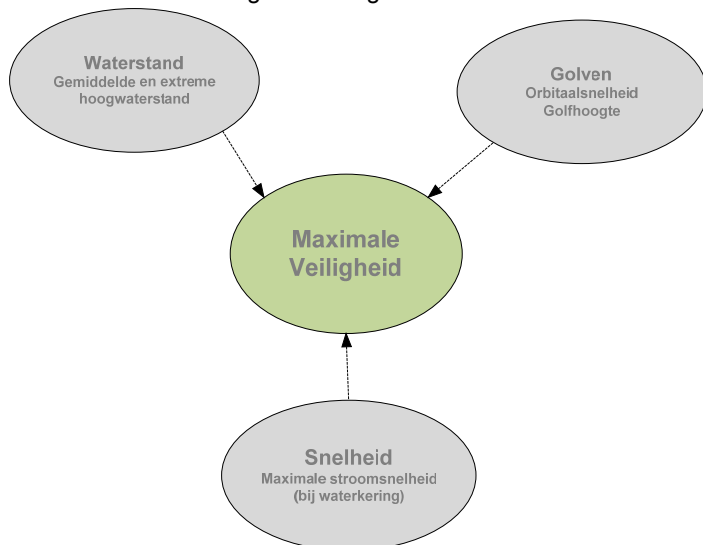 Waterstand
Gemiddelde en extreme
hoogwaterstand
Golven
Orbitaalsnelheid
Golfhoogte
Maximale
Veiligheid
Snelheid
Maximale stroomsnelheid
(bij waterkering)